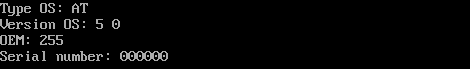 Type OS: AT
Version OS: 5 0
OEM: 255
Serial number: 000000